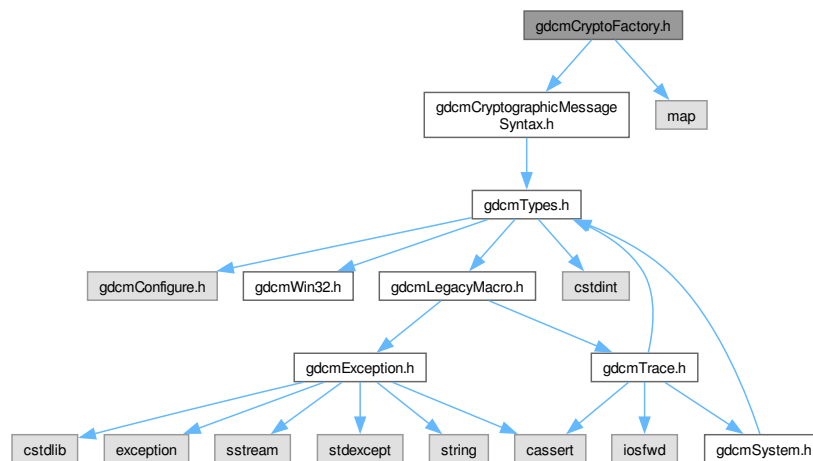 gdcmCryptoFactory.h
gdcmCryptographicMessage
Syntax.h
map
gdcmTypes.h
gdcmConfigure.h
gdcmWin32.h
gdcmLegacyMacro.h
cstdint
gdcmException.h
gdcmTrace.h
cstdlib
exception
sstream
stdexcept
string
cassert
iosfwd
gdcmSystem.h